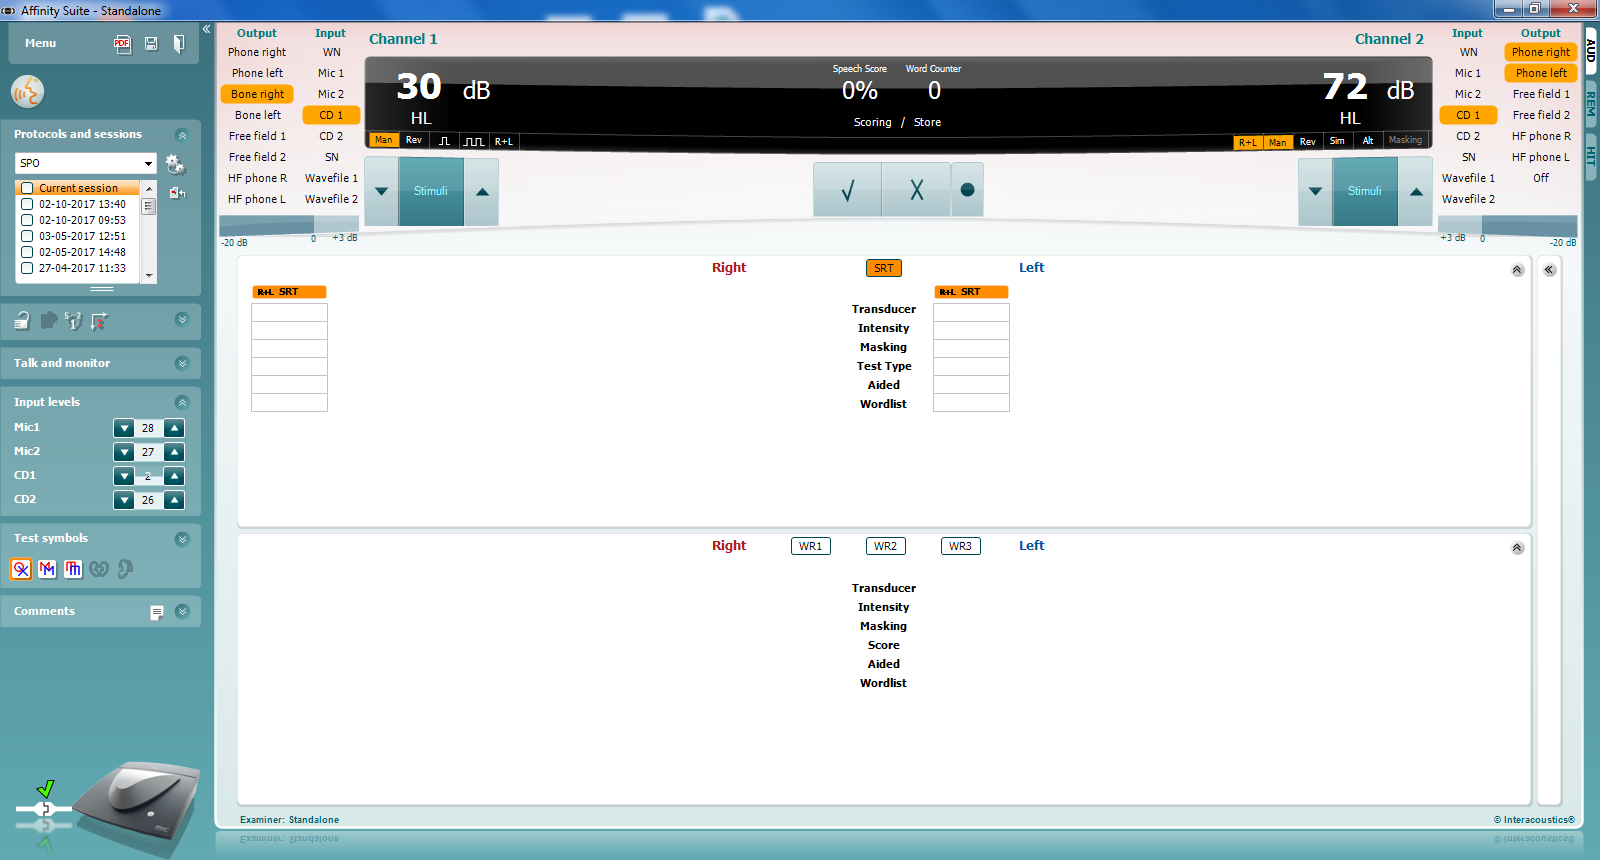 Affinity Suite - Standalone
Menu
PDF
Protocols and sessions
SPO
Current session
02-10-2017 13:40
02-10-2017 09:53
03-05-2017 12:51
02-05-2017 14:48
27-04-2017 11:33
Talk and monitor
Input levels
Mic1 28
Mic2 27
CD1 2
CD2 26
Test symbols
Comments
Output Input
Phone right WN
Phone left Mic 1
Bone right Mic 2
Bone left CD 1
Free field 1 CD 2
Free field 2 SN
HF phone R Wavefile 1
HF phone L Wavefile 2
-20 dB 0 +3 dB
Channel 1
30 dB
HL
Man Rev R+L
Speech Score Word Counter
0% 0
Scoring / Store
Channel 2
72 dB
HL
R+L Man Rev Sim Alt Masking
Stimuli
Stimuli
Input Output
WN Phone right
Mic 1 Phone left
Mic 2 Free field 1
CD 1 Free field 2
CD 2 HF phone R
SN HF phone L
Wavefile 1 Off
Wavefile 2
+3 dB 0 -20 dB
AUD
REM
HIT
Right SRT Left
R+L SRT R+L SRT
Transducer
Intensity
Masking
Test Type
Aided
Wordlist
Right WR1 WR2 WR3 Left
Transducer
Intensity
Masking
Score
Aided
Wordlist
Examiner: Standalone © Interacoustics®